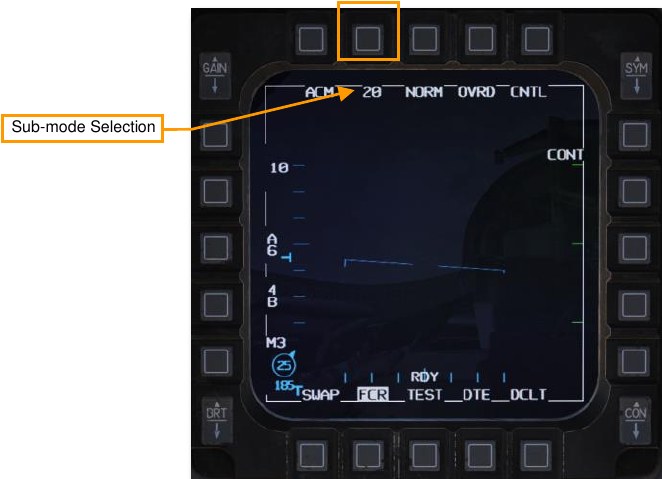 GAIN
SYM
ACM 20 NORM OVRD CNTL
Sub-mode Selection
CONT
10
A
6
4
B
M3
25
185
RDY
SWAP FCR TEST DTE DCLT
BRT
CON